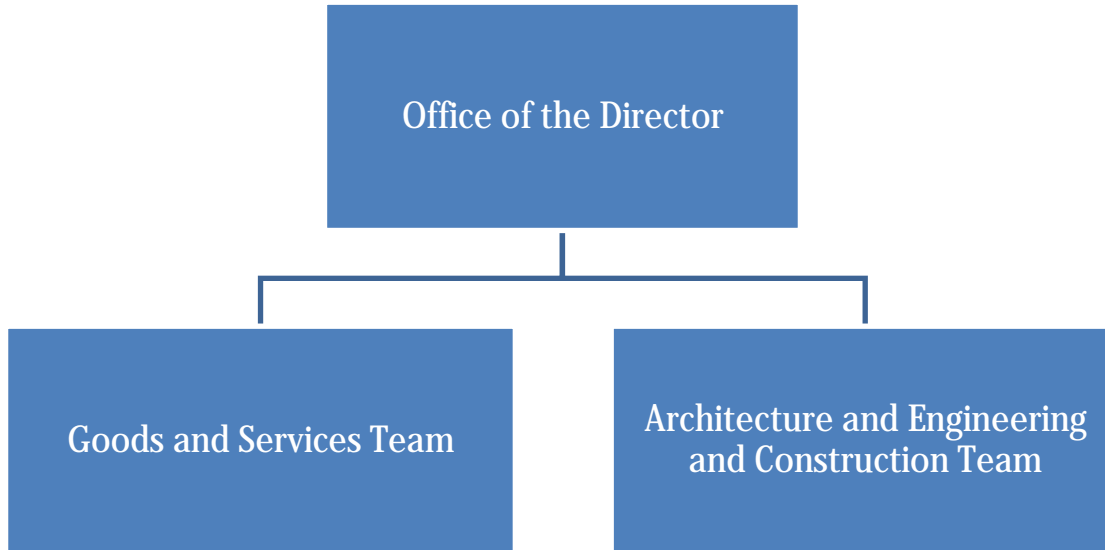 Office of the Director
Goods and Services Team
Architecture and Engineering
and Construction Team